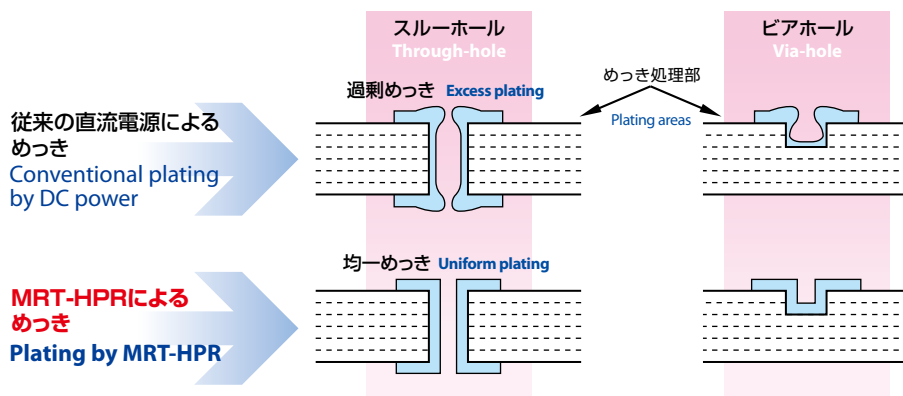 スルーホール
Through-hole
ビアホール
Via-hole
過剰めっき Excess plating
めっき処理部
Plating areas
従来の直流電源による
めっき
Conventional plating
by DC power
均一めっき Uniform plating
MRT-HPRによる
めっき
Plating by MRT-HPR